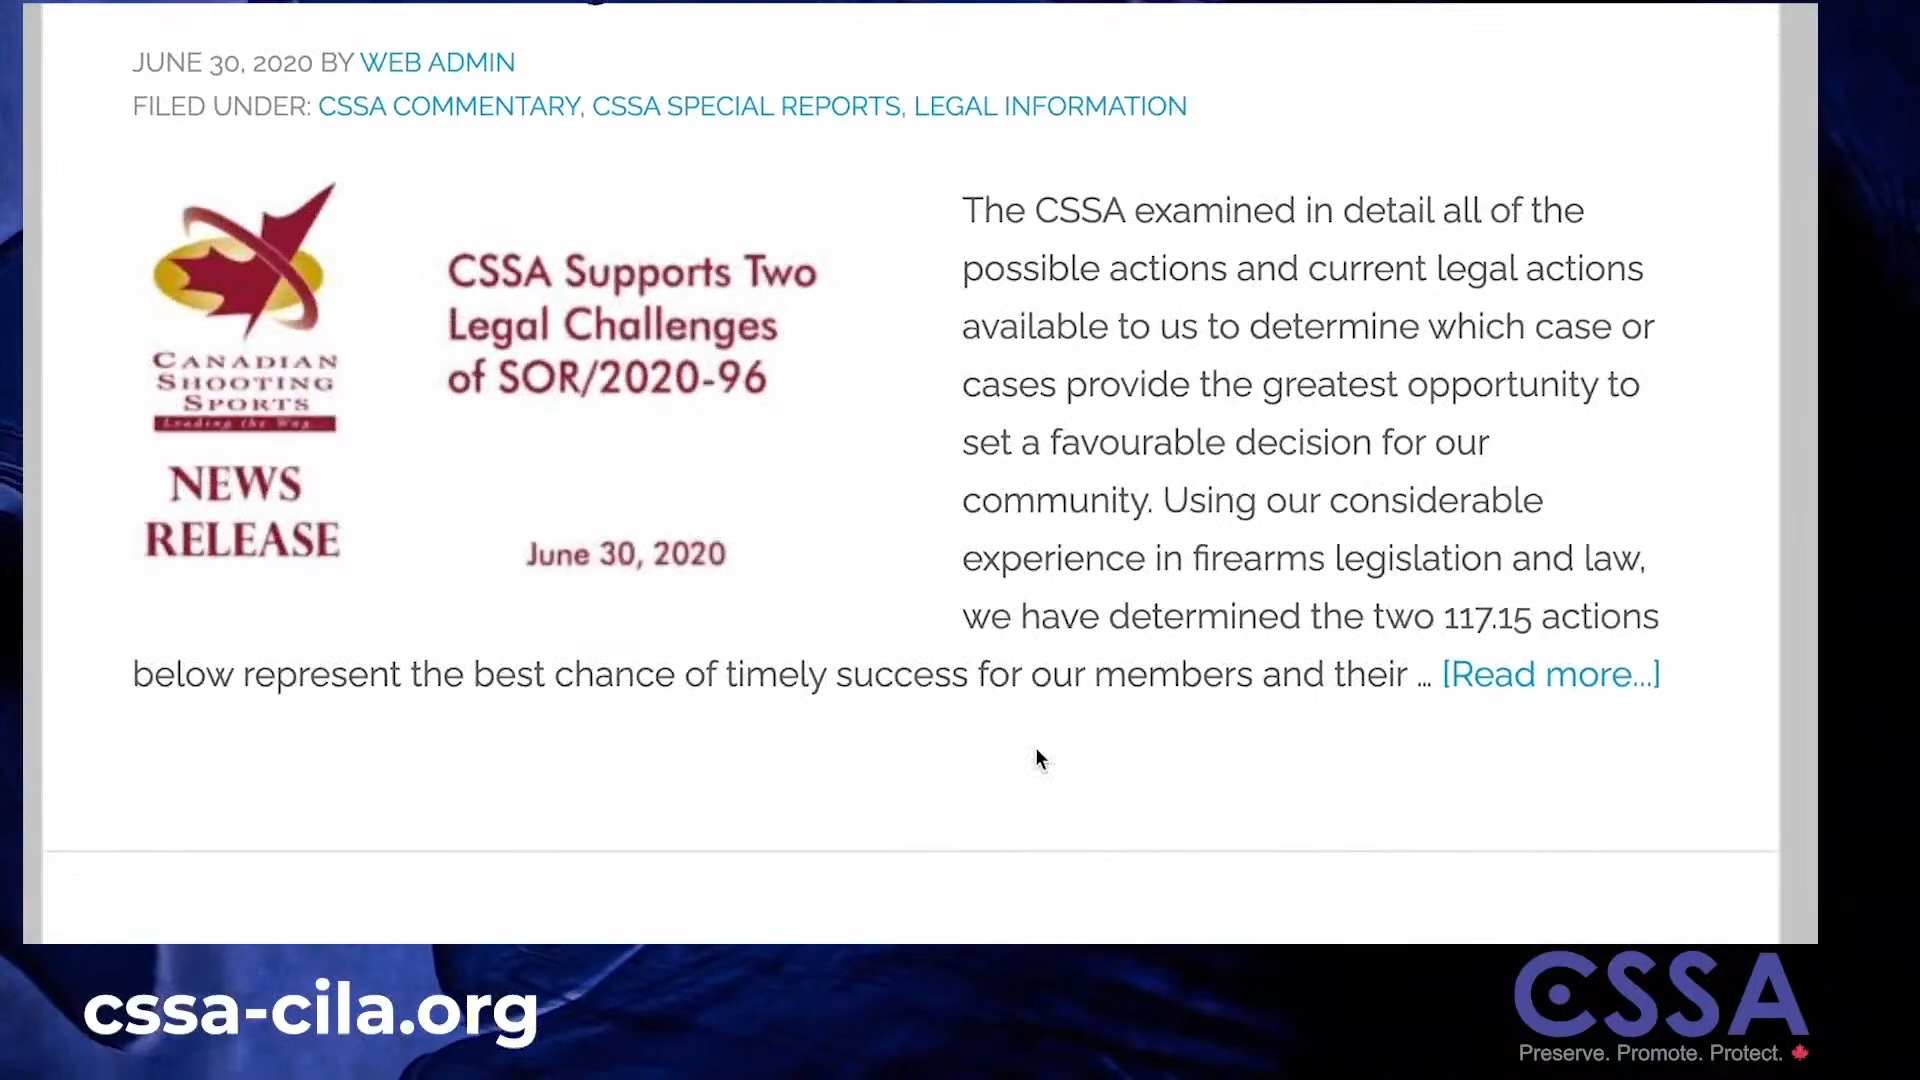 JUNE 30, 2020 BY WEB ADMIN
FILED UNDER: CSSA COMMENTARY, CSSA SPECIAL REPORTS, LEGAL INFORMATION
CANADIAN
SHOOTING
SPORTS
Leading the Way...
NEWS
RELEASE
CSSA Supports Two
Legal Challenges
of SOR/2020-96
June 30, 2020
The CSSA examined in detail all of the
possible actions and current legal actions
available to us to determine which case or
cases provide the greatest opportunity to
set a favourable decision for our
community. Using our considerable
experience in firearms legislation and law,
we have determined the two 117.15 actions
below represent the best chance of timely success for our members and their ... [Read more...]
cssa-cila.org
CSSA
Preserve. Promote. Protect.